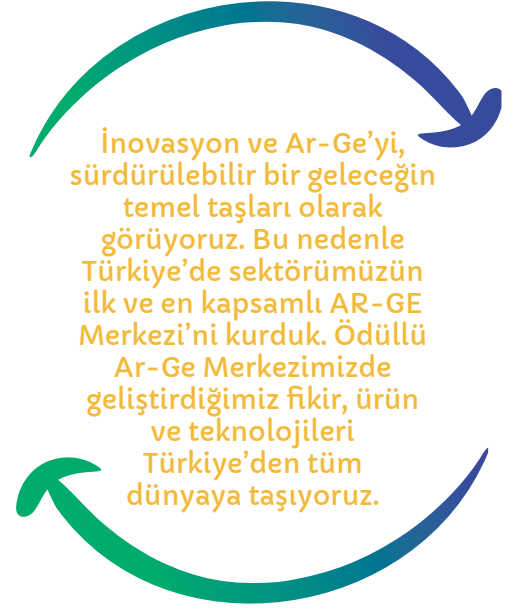 İnovasyon ve Ar-Ge’yi,
sürdürülebilir bir geleceğin
temel taşları olarak
görüyoruz. Bu nedenle
Türkiye’de sektörümüzün
ilk ve en kapsamlı AR-GE
Merkezi’ni kurduk. Ödüllü
Ar-Ge Merkezimizde
geliştirdiğimiz fikir, ürün
ve teknolojileri
Türkiye’den tüm
dünyaya taşıyoruz.